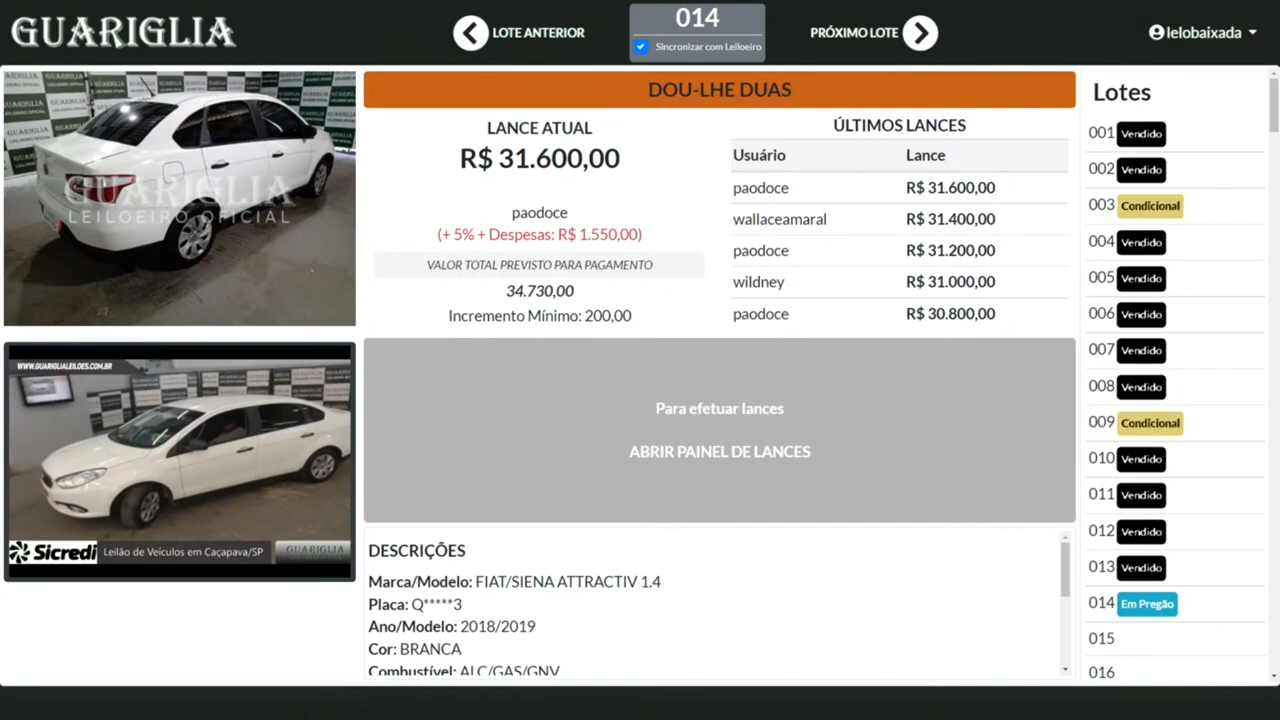 GUARIGLIA
LOTE ANTERIOR
014
Sincronizar com Leiloeiro
PRÓXIMO LOTE
lelobaixada
GUARIGLIA
LEILOEIRO OFICIAL
WWW.GUARIGLIALEILOES.COM.BR
Sicredi
Leilão de Veículos em Caçapava/SP
GUARIGLIA
DOU-LHE DUAS
LANCE ATUAL
R$ 31.600,00
paodoce
(+ 5% + Despesas: R$ 1.550,00)
VALOR TOTAL PREVISTO PARA PAGAMENTO
34.730,00
Incremento Mínimo: 200,00
ÚLTIMOS LANCES
Usuário Lance
paodoce R$ 31.600,00
wallaceamaral R$ 31.400,00
paodoce R$ 31.200,00
wildney R$ 31.000,00
paodoce R$ 30.800,00
Para efetuar lances
ABRIR PAINEL DE LANCES
DESCRIÇÕES
Marca/Modelo: FIAT/SIENA ATTRACTIV 1.4
Placa: Q*****3
Ano/Modelo: 2018/2019
Cor: BRANCA
Combustível: ALC/GAS/GNV
Lotes
001 Vendido
002 Vendido
003 Condicional
004 Vendido
005 Vendido
006 Vendido
007 Vendido
008 Vendido
009 Condicional
010 Vendido
011 Vendido
012 Vendido
013 Vendido
014 Em Pregão
015
016